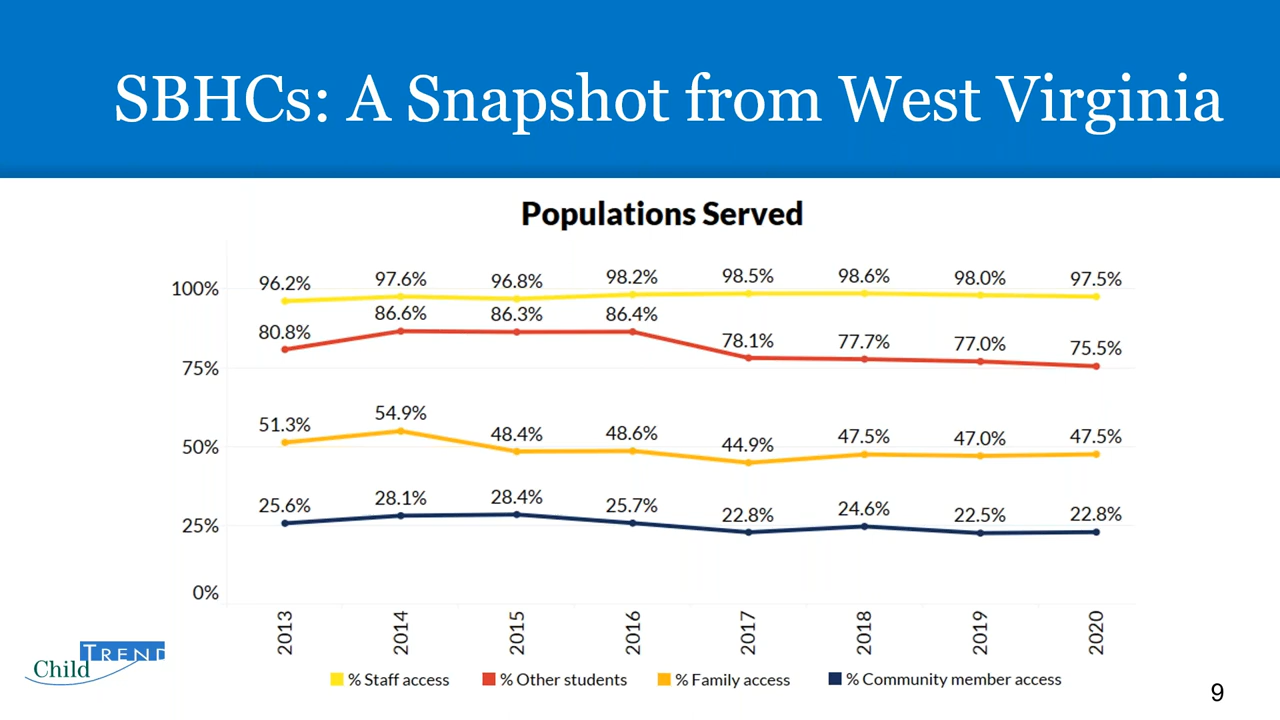 SBHCs: A Snapshot from West Virginia
Populations Served
100%
75%
50%
25%
0%
96.2% 97.6% 96.8% 98.2% 98.5% 98.6% 98.0% 97.5%
80.8% 86.6% 86.3% 86.4% 78.1% 77.7% 77.0% 75.5%
51.3% 54.9% 48.4% 48.6% 44.9% 47.5% 47.0% 47.5%
25.6% 28.1% 28.4% 25.7% 22.8% 24.6% 22.5% 22.8%
2013 2014 2015 2016 2017 2018 2019 2020
% Staff access % Other students % Family access % Community member access
Child TREND
9